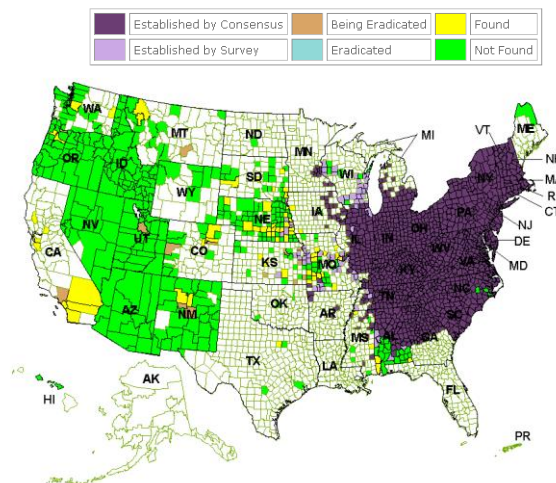 Established by Consensus Being Eradicated Found
Established by Survey Eradicated Not Found
WA
MT
ND
MN
MI
VT
ME
OR
ID
SD
WI
NY
NH
MA
R
CT
WY
NE
IA
PA
NJ
NV
UT
CO
KS
MO
IL
IN
OH
WV
VA
DE
MD
CA
KY
AZ
NM
OK
AR
TN
NC
SC
TX
LA
MS
AL
GA
FL
HI
AK
PR